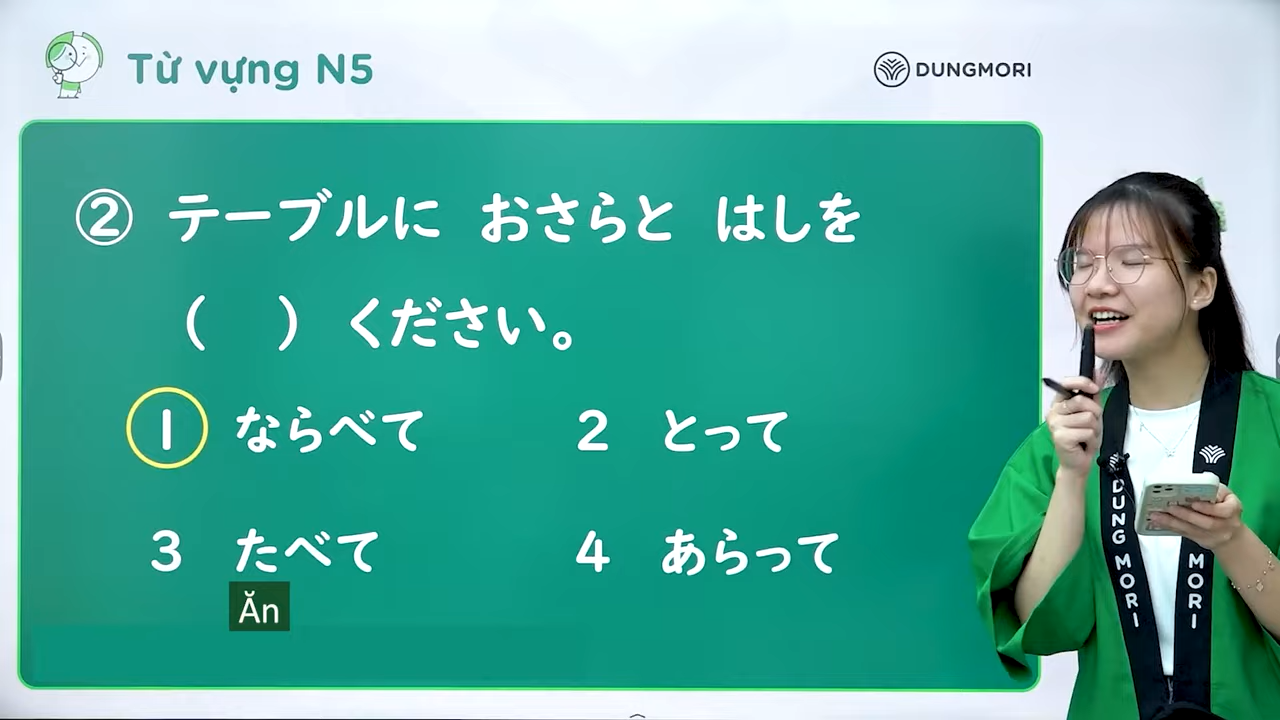 Từ vựng N5
DUNGMORI
② テーブルに おさらと はしを
( ) ください。
1 ならべて
2 とって
3 たべて
4 あらって
Ăn
DUNG MORI
MORI